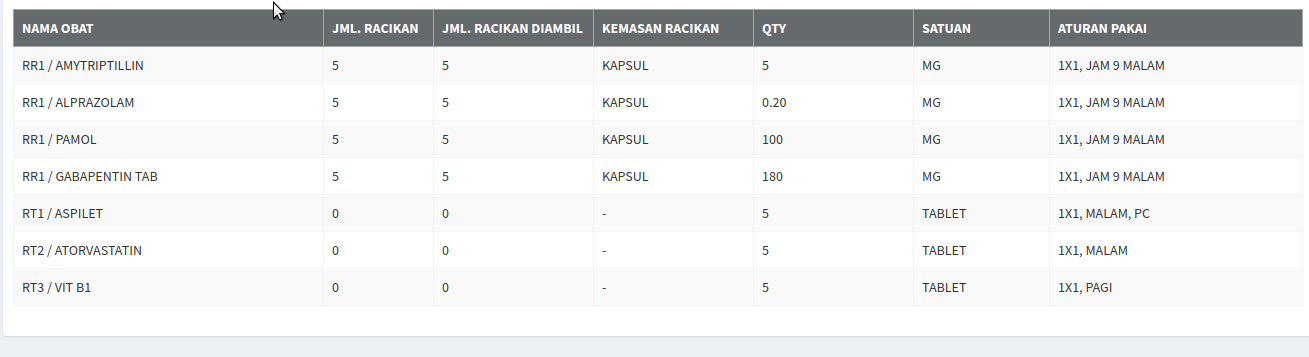 NAMA OBAT JML. RACIKAN JML. RACIKAN DIAMBIL KEMASAN RACIKAN QTY SATUAN ATURAN PAKAI
RR1 / AMYTRIPTILLIN 5 5 KAPSUL 5 MG 1X1, JAM 9 MALAM
RR1 / ALPRAZOLAM 5 5 KAPSUL 0.20 MG 1X1, JAM 9 MALAM
RR1 / PAMOL 5 5 KAPSUL 100 MG 1X1, JAM 9 MALAM
RR1 / GABAPENTIN TAB 5 5 KAPSUL 180 MG 1X1, JAM 9 MALAM
RT1 / ASPILET 0 0 - 5 TABLET 1X1, MALAM, PC
RT2 / ATORVASTATIN 0 0 - 5 TABLET 1X1, MALAM
RT3 / VIT B1 0 0 - 5 TABLET 1X1, PAGI